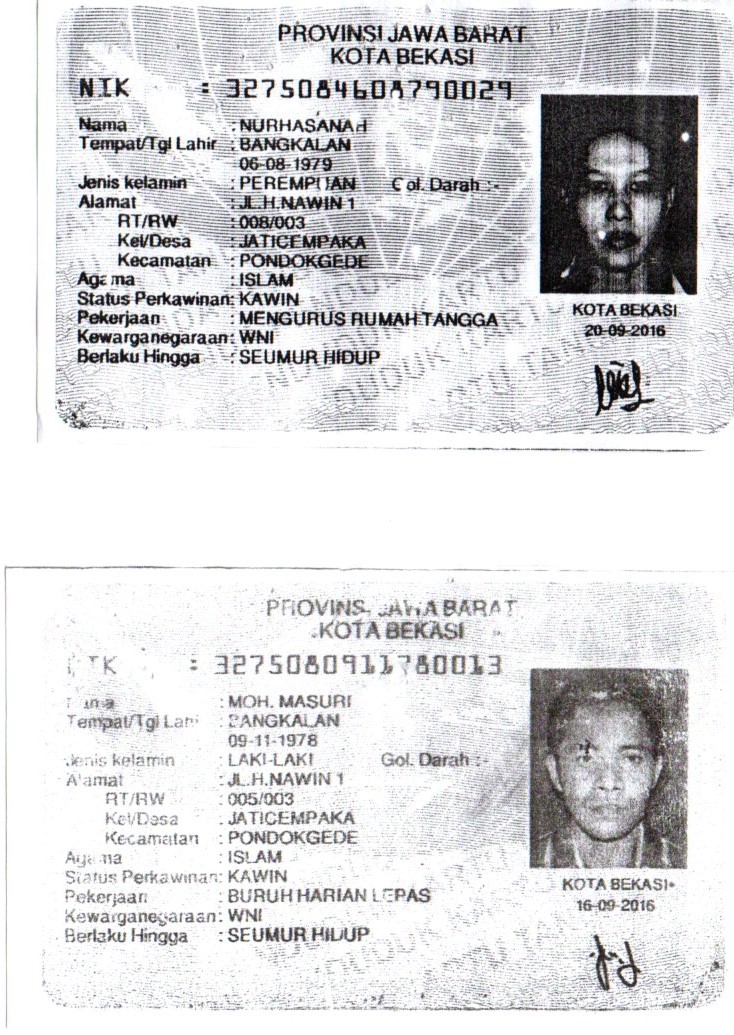 PROVINSI JAWA BARAT
KOTA BEKASI
NIK : 3275084608790029
Nama : NURHASANAH
Tempat/Tgl Lahir : BANGKALAN
06-08-1979
Jenis kelamin : PEREMPUAN Gol. Darah :-
Alamat : JL.H.NAWIN 1
RT/RW : 008/003
Kel/Desa : JATICEMPAKA
Kecamatan : PONDOKGEDE
Agama : ISLAM
Status Perkawinan: KAWIN
Pekerjaan : MENGURUS RUMAH TANGGA
Kewarganegaraan: WNI
Berlaku Hingga : SEUMUR HIDUP
KOTA BEKASI
20-09-2016
PROVINSI JAWA BARAT
KOTA BEKASI
NIK : 3275080911780013
Nama : MOH. MASURI
Tempat/Tgl Lahir : BANGKALAN
09-11-1978
Jenis kelamin : LAKI-LAKI Gol. Darah :-
Alamat : JL.H.NAWIN 1
RT/RW : 005/003
Kel/Desa : JATICEMPAKA
Kecamatan : PONDOKGEDE
Agama : ISLAM
Status Perkawinan: KAWIN
Pekerjaan : BURUH HARIAN LEPAS
Kewarganegaraan: WNI
Berlaku Hingga : SEUMUR HIDUP
KOTA BEKASI
16-09-2016